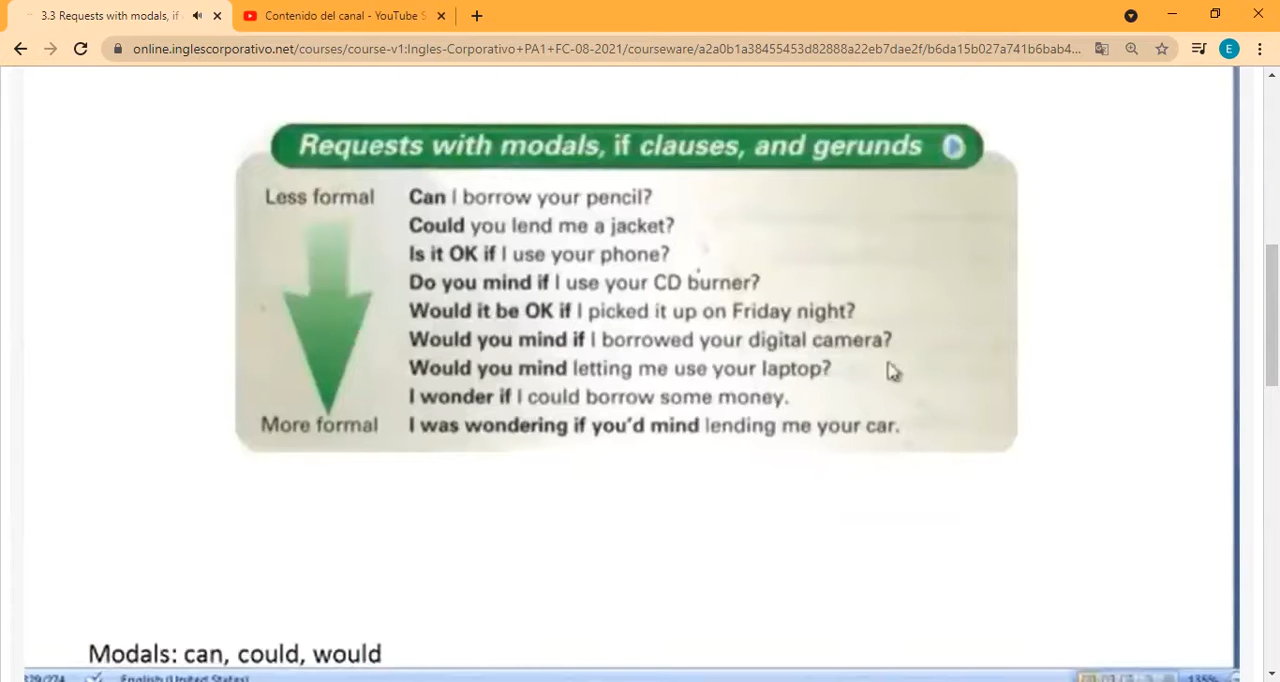 3.3 Requests with modals, if
Contenido del canal - YouTube S
online.inglescorporativo.net/courses/course-v1:Ingles-Corporativo+PA1+FC-08-2021/courseware/a2a0b1a38455453d82888a22eb7dae2f/b6da15b027a741b6bab4...
E
Requests with modals, if clauses, and gerunds
Less formal
Can I borrow your pencil?
Could you lend me a jacket?
Is it OK if I use your phone?
Do you mind if I use your CD burner?
Would it be OK if I picked it up on Friday night?
Would you mind if I borrowed your digital camera?
Would you mind letting me use your laptop?
I wonder if I could borrow some money.
More formal
I was wondering if you'd mind lending me your car.
Modals: can, could, would
English (United States)
135%